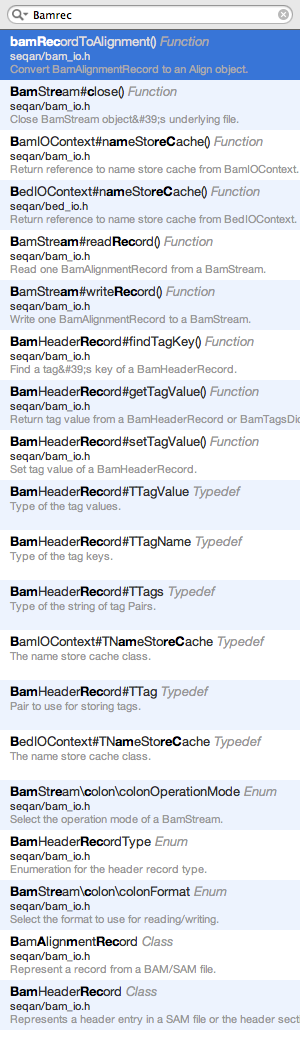 Bamrec
bamRecordToAlignment() Function
seqan/bam_io.h
Convert BamAlignmentRecord to an Align object.
BamStream#close() Function
seqan/bam_io.h
Close BamStream object&#39;s underlying file.
BamIOContext#nameStoreCache() Function
seqan/bam_io.h
Return reference to name store cache from BamIOContext.
BedIOContext#nameStoreCache() Function
seqan/bed_io.h
Return reference to name store cache from BedIOContext.
BamStream#readRecord() Function
seqan/bam_io.h
Read one BamAlignmentRecord from a BamStream.
BamStream#writeRecord() Function
seqan/bam_io.h
Write one BamAlignmentRecord to a BamStream.
BamHeaderRecord#findTagKey() Function
seqan/bam_io.h
Find a tag&#39;s key of a BamHeaderRecord.
BamHeaderRecord#getTagValue() Function
seqan/bam_io.h
Return tag value from a BamHeaderRecord or BamTagsDic
BamHeaderRecord#setTagValue() Function
seqan/bam_io.h
Set tag value of a BamHeaderRecord.
BamHeaderRecord#TTagValue Typedef
Type of the tag values.
BamHeaderRecord#TTagName Typedef
Type of the tag keys.
BamHeaderRecord#TTags Typedef
Type of the string of tag Pairs.
BamIOContext#TNameStoreCache Typedef
The name store cache class.
BamHeaderRecord#TTag Typedef
Pair to use for storing tags.
BedIOContext#TNameStoreCache Typedef
The name store cache class.
BamStream\colon\colonOperationMode Enum
seqan/bam_io.h
Select the operation mode of a BamStream.
BamHeaderRecordType Enum
seqan/bam_io.h
Enumeration for the header record type.
BamStream\colon\colonFormat Enum
seqan/bam_io.h
Select the format to use for reading/writing.
BamAlignmentRecord Class
seqan/bam_io.h
Represent a record from a BAM/SAM file.
BamHeaderRecord Class
seqan/bam_io.h
Represents a header entry in a SAM file or the header sect